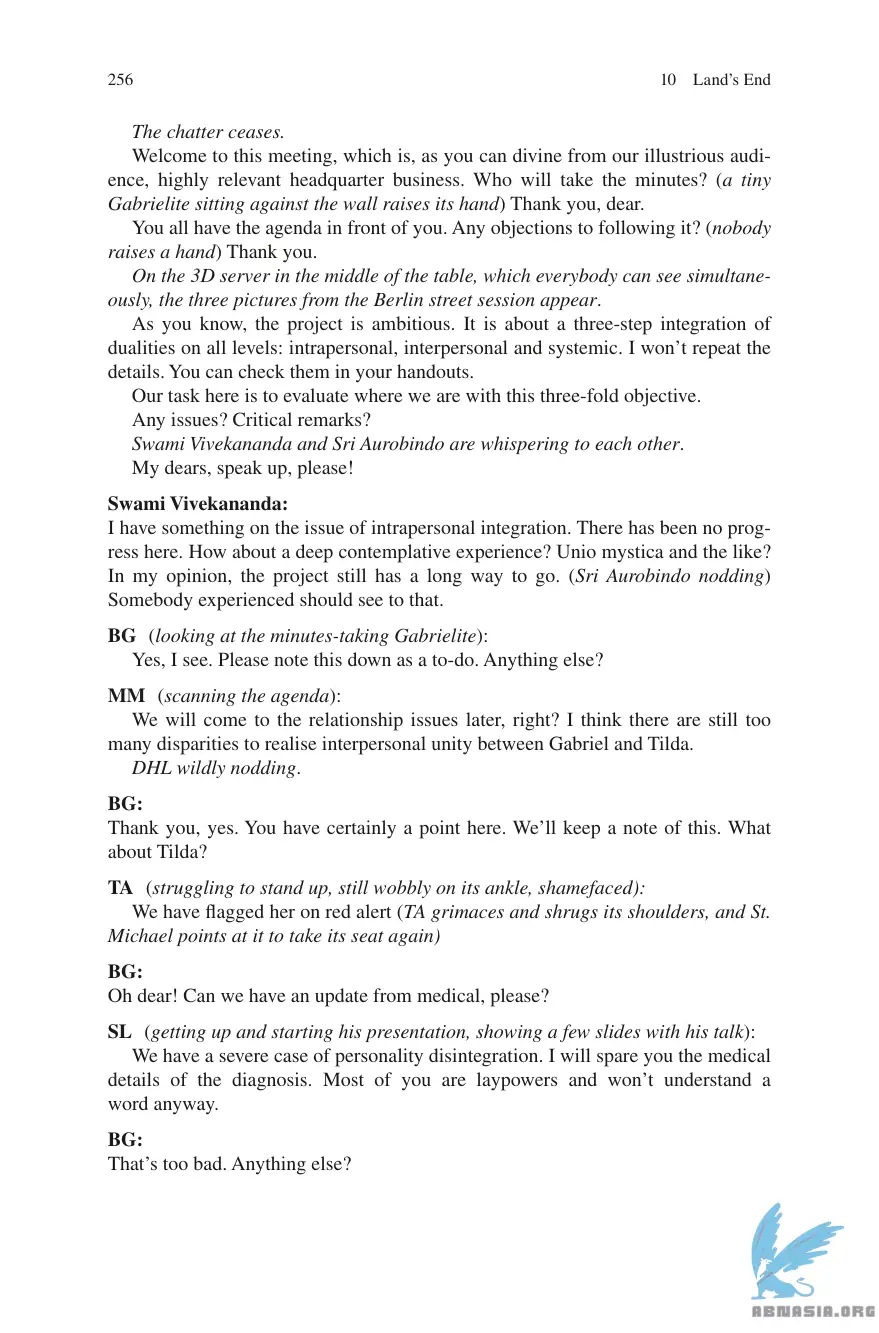 256
10 Land's End
The chatter ceases.
Welcome to this meeting, which is, as you can divine from our illustrious audi-
ence, highly relevant headquarter business. Who will take the minutes? (a tiny
Gabrielite sitting against the wall raises its hand) Thank you, dear.
You all have the agenda in front of you. Any objections to following it? (nobody
raises a hand) Thank you.
On the 3D server in the middle of the table, which everybody can see simultane-
ously, the three pictures from the Berlin street session appear.
As you know, the project is ambitious. It is about a three-step integration of
dualities on all levels: intrapersonal, interpersonal and systemic. I won't repeat the
details. You can check them in your handouts.
Our task here is to evaluate where we are with this three-fold objective.
Any issues? Critical remarks?
Swami Vivekananda and Sri Aurobindo are whispering to each other.
My dears, speak up, please!
Swami Vivekananda:
I have something on the issue of intrapersonal integration. There has been no prog-
ress here. How about a deep contemplative experience? Unio mystica and the like?
In my opinion, the project still has a long way to go. (Sri Aurobindo nodding)
Somebody experienced should see to that.
BG (looking at the minutes-taking Gabrielite):
Yes, I see. Please note this down as a to-do. Anything else?
MM (scanning the agenda):
We will come to the relationship issues later, right? I think there are still too
many disparities to realise interpersonal unity between Gabriel and Tilda.
DHL wildly nodding.
BG:
Thank you, yes. You have certainly a point here. We'll keep a note of this. What
about Tilda?
TA (struggling to stand up, still wobbly on its ankle, shamefaced):
We have flagged her on red alert (TA grimaces and shrugs its shoulders, and St.
Michael points at it to take its seat again)
BG:
Oh dear! Can we have an update from medical, please?
SL (getting up and starting his presentation, showing a few slides with his talk):
We have a severe case of personality disintegration. I will spare you the medical
details of the diagnosis. Most of you are laypowers and won't understand a
word anyway.
BG:
That's too bad. Anything else?
ABNASIA.ORG